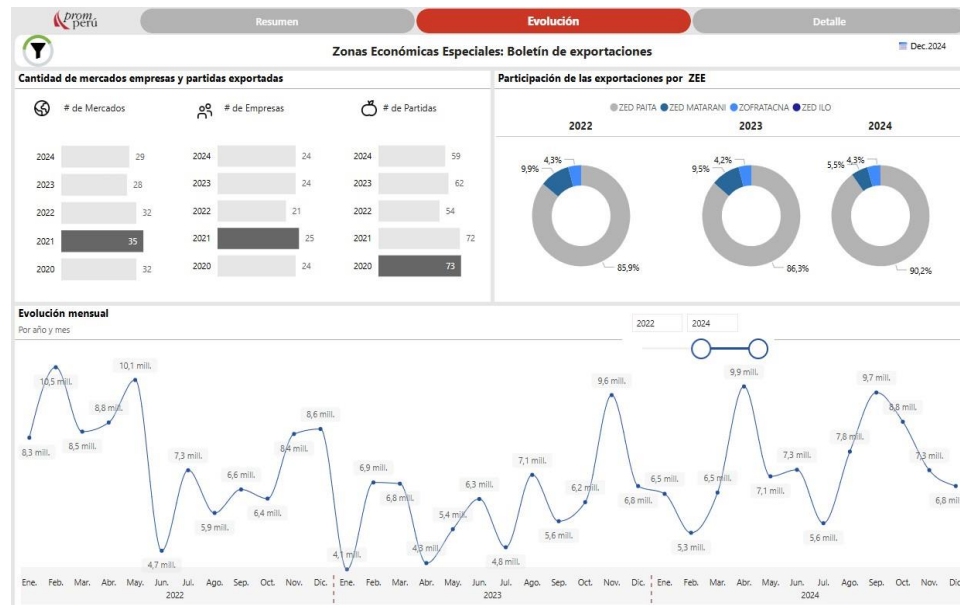 prom
perú
Resumen
Evolución
Detalle
Zonas Económicas Especiales: Boletín de exportaciones
Dec.2024
Cantidad de mercados empresas y partidas exportadas
# de Mercados
2024 29
2023 28
2022 32
2021 35
2020 32
# de Empresas
2024 24
2023 24
2022 21
2021 25
2020 24
# de Partidas
2024 59
2023 62
2022 54
2021 72
2020 73
Participación de las exportaciones por ZEE
ZED PAITA ZED MATARANI ZOFRATACNA ZED ILO
2022
4,3%
9,9%
85,9%
2023
4,2%
9,5%
86,3%
2024
4,3%
5,5%
90,2%
Evolución mensual
Por año y mes
2022 2024
8,3 mill.
10,5 mill.
8,5 mill.
8,8 mill.
10,1 mill.
4,7 mill.
7,3 mill.
5,9 mill.
6,6 mill.
6,4 mill.
8,4 mill.
8,6 mill.
4,1 mill.
6,9 mill.
6,8 mill.
4,3 mill.
5,4 mill.
6,3 mill.
4,8 mill.
7,1 mill.
5,6 mill.
6,2 mill.
9,6 mill.
6,8 mill.
6,5 mill.
5,3 mill.
6,5 mill.
9,9 mill.
7,1 mill.
7,3 mill.
5,6 mill.
7,8 mill.
9,7 mill.
8,8 mill.
7,3 mill.
6,8 mill
Ene. Feb. Mar. Abr. May. Jun. Jul. Ago. Sep. Oct. Nov. Dic. Ene. Feb. Mar. Abr. May. Jun. Jul. Ago. Sep. Oct. Nov. Dic. Ene. Feb. Mar. Abr. May. Jun. Jul. Ago. Sep. Oct. Nov. Dic
2022 2023 2024